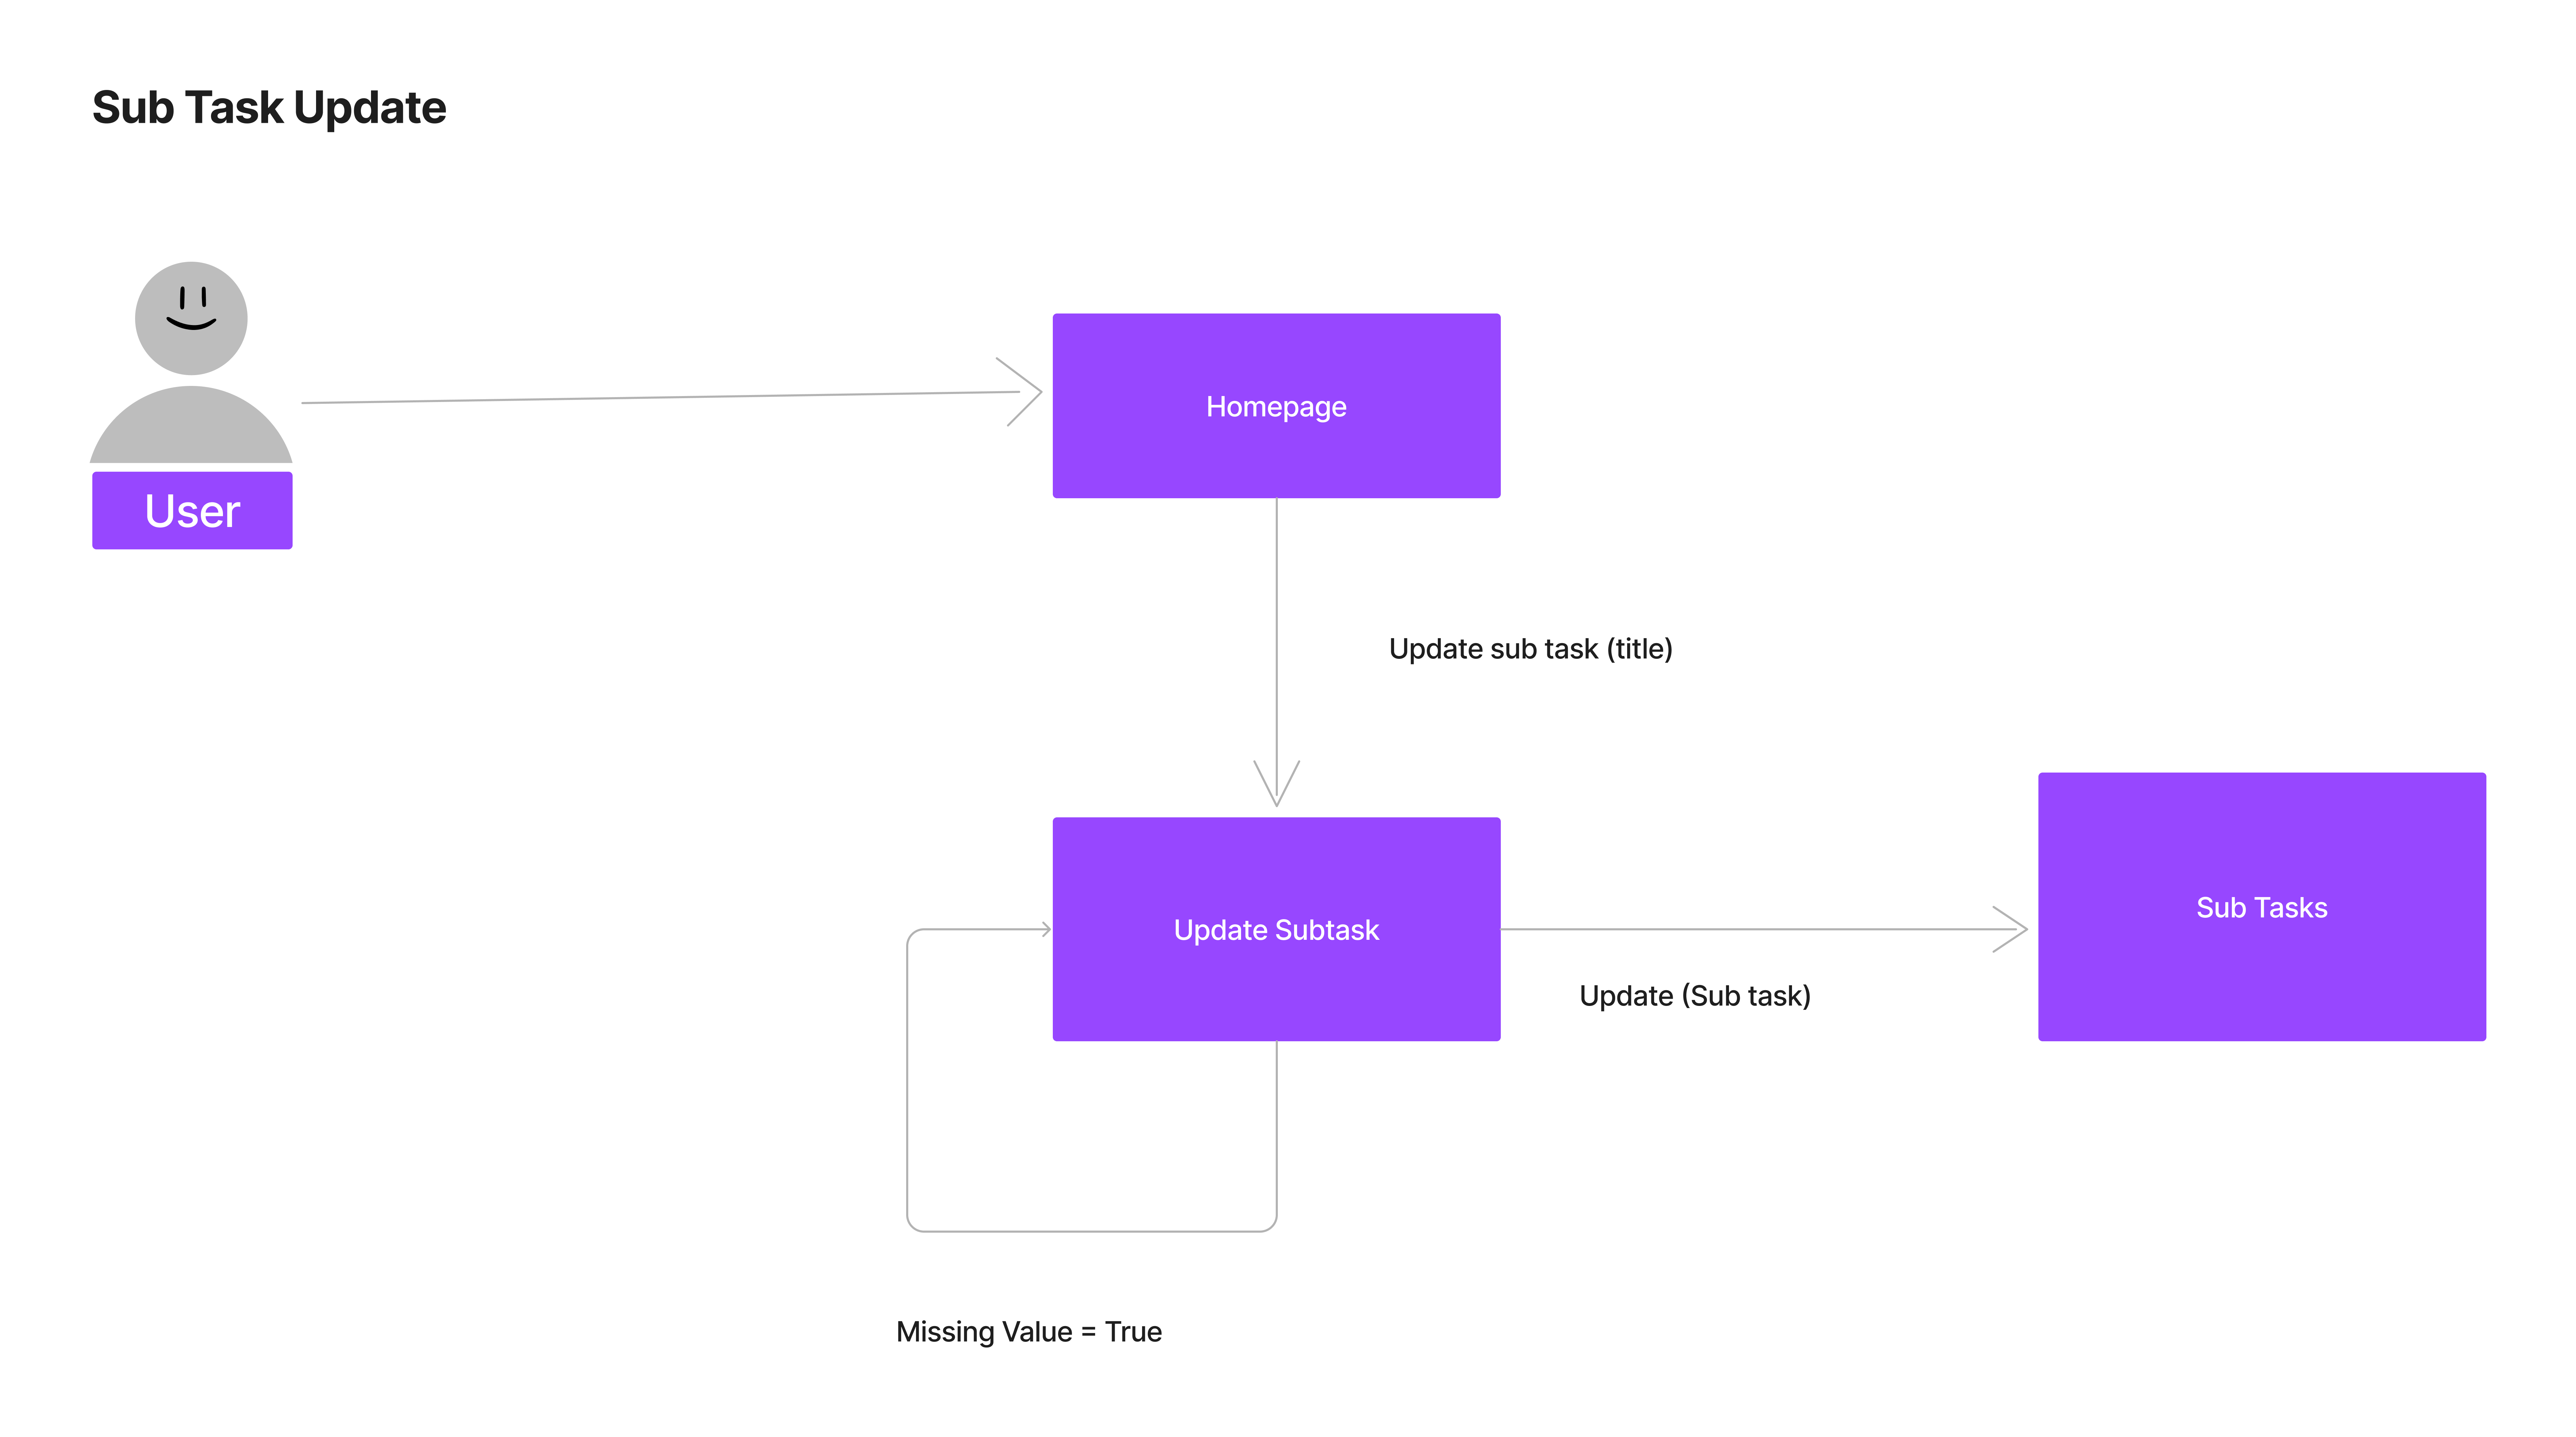 Sub Task Update
User
Homepage
Update sub task (title)
Update Subtask
Sub Tasks
Update (Sub task)
Missing Value = True